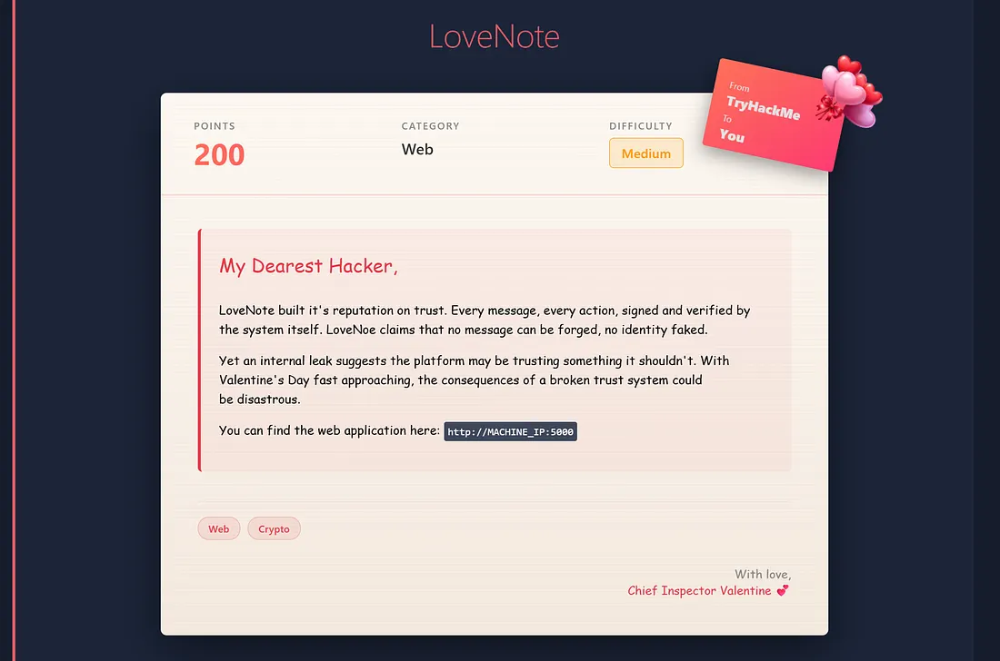 LoveNote
From
TryHackMe
To
You
POINTS
200
CATEGORY
Web
DIFFICULTY
Medium
My Dearest Hacker,
LoveNote built it's reputation on trust. Every message, every action, signed and verified by
the system itself. LoveNoe claims that no message can be forged, no identity faked.
Yet an internal leak suggests the platform may be trusting something it shouldn't. With
Valentine's Day fast approaching, the consequences of a broken trust system could
be disastrous.
You can find the web application here: http://MACHINE_IP:5000
Web
Crypto
With love,
Chief Inspector Valentine 💕